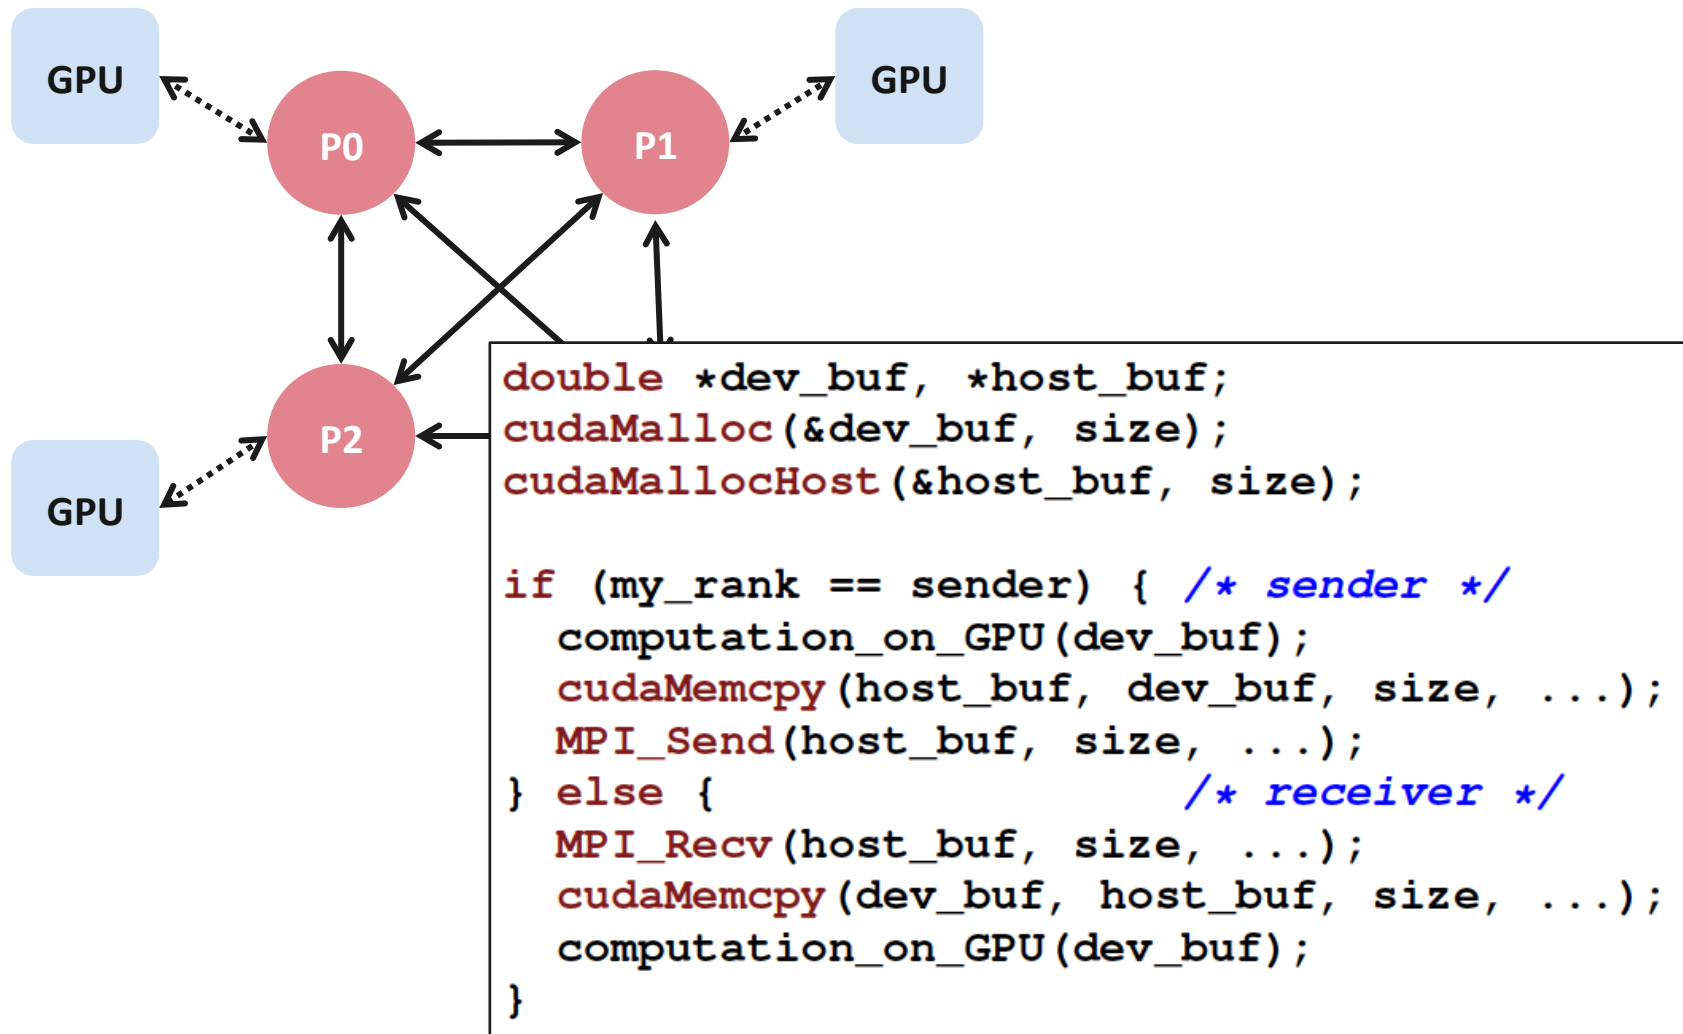 GPU
GPU
P0
P1
P2
GPU
double *dev_buf, *host_buf;
cudaMalloc(&dev_buf, size);
cudaMallocHost(&host_buf, size);
if (my_rank == sender) { /* sender */
computation_on_GPU(dev_buf);
cudaMemcpy(host_buf, dev_buf, size, ...);
MPI_Send(host_buf, size, ...);
} else { /* receiver */
MPI_Recv(host_buf, size, ...);
cudaMemcpy(dev_buf, host_buf, size, ...);
computation_on_GPU(dev_buf);
}